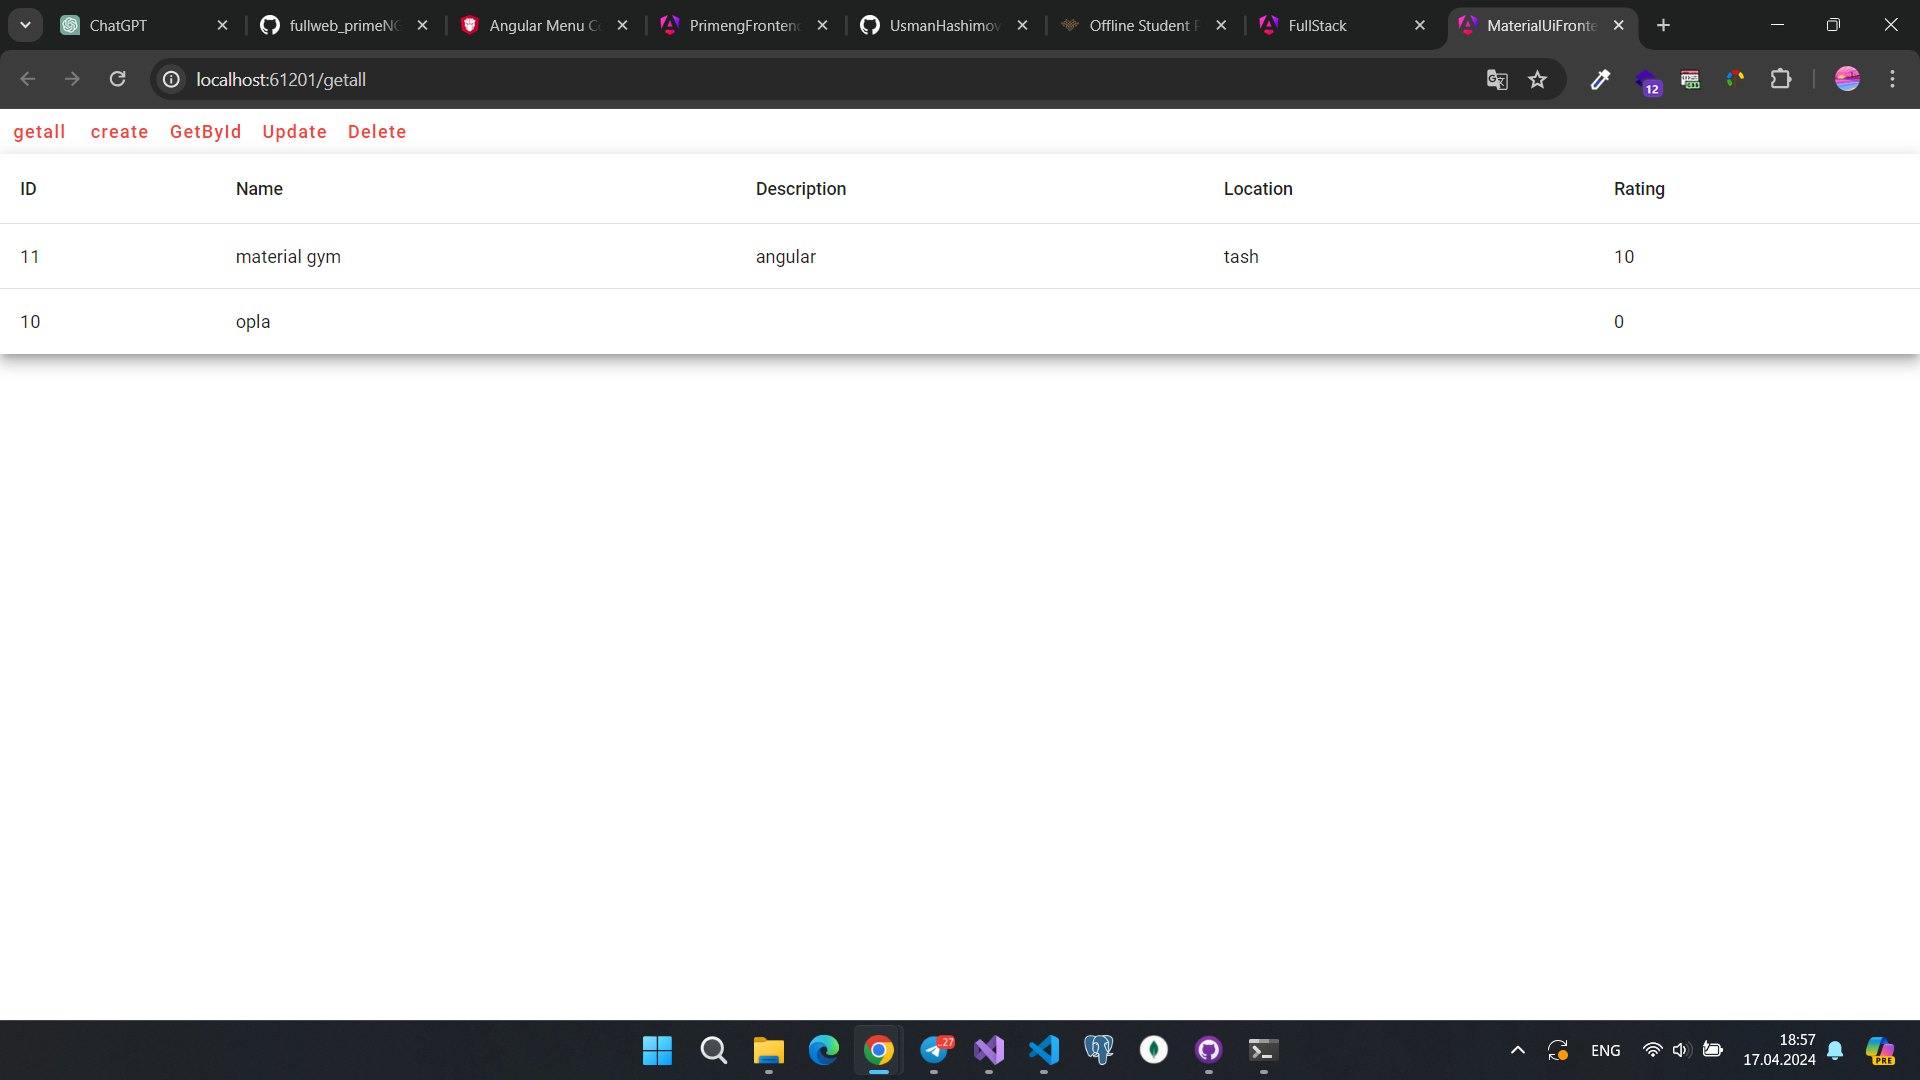 ChatGPT fullweb_primeNG Angular Menu Co PrimengFrontend UsmanHashimov Offline Student P FullStack MaterialUiFronte
localhost:61201/getall 12
getall create GetById Update Delete
ID Name Description Location Rating
11 material gym angular tash 10
10 opla 0
..27 ENG 18:57
17.04.2024 PRE